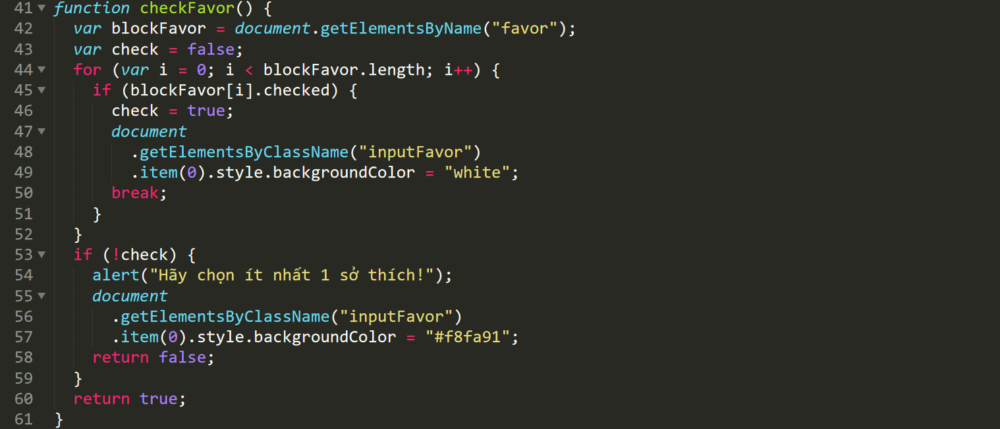 41 function checkFavor() {
42 var blockFavor = document.getElementsByName("favor");
43 var check = false;
44 for (var i = 0; i < blockFavor.length; i++) {
45 if (blockFavor[i].checked) {
46 check = true;
47 document
48 .getElementsByClassName("inputFavor")
49 .item(0).style.backgroundColor = "white";
50 break;
51 }
52 }
53 if (!check) {
54 alert("Hãy chọn ít nhất 1 sở thích!");
55 document
56 .getElementsByClassName("inputFavor")
57 .item(0).style.backgroundColor = "#f8fa91";
58 return false;
59 }
60 return true;
61 }